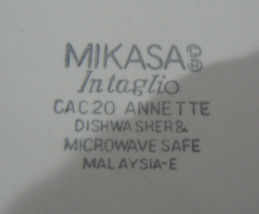 MIKASA ©®
Intaglio
CAC20 ANNETTE
DISHWASHER&
MICROWAVE SAFE
MALAYSIA-E